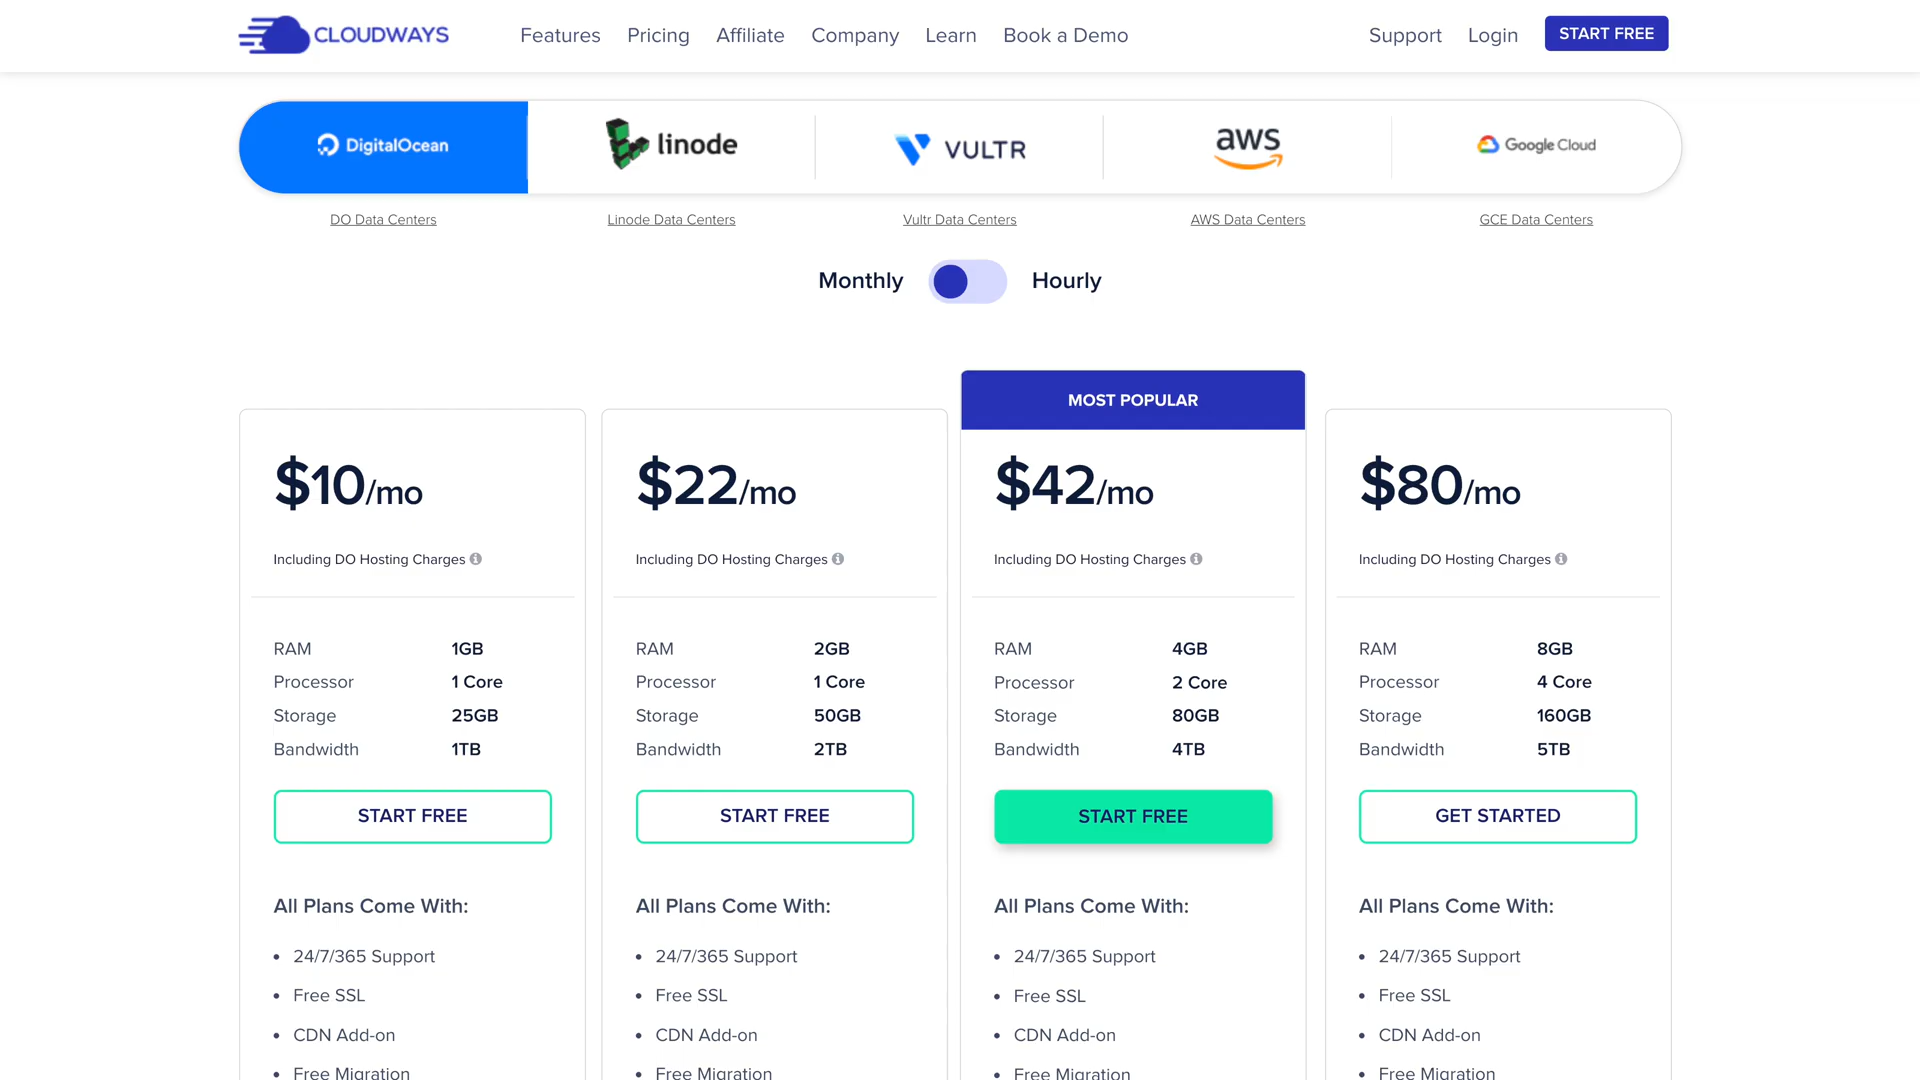 CLOUDWAYS Features Pricing Affiliate Company Learn Book a Demo Support Login START FREE
DigitalOcean linode VULTR aws Google Cloud
DO Data Centers Linode Data Centers Vultr Data Centers AWS Data Centers GCE Data Centers
Monthly Hourly
MOST POPULAR
$10/mo $22/mo $42/mo $80/mo
Including DO Hosting Charges Including DO Hosting Charges Including DO Hosting Charges Including DO Hosting Charges
RAM 1GB RAM 2GB RAM 4GB RAM 8GB
Processor 1 Core Processor 1 Core Processor 2 Core Processor 4 Core
Storage 25GB Storage 50GB Storage 80GB Storage 160GB
Bandwidth 1TB Bandwidth 2TB Bandwidth 4TB Bandwidth 5TB
START FREE START FREE START FREE GET STARTED
All Plans Come With: All Plans Come With: All Plans Come With: All Plans Come With:
• 24/7/365 Support • 24/7/365 Support • 24/7/365 Support • 24/7/365 Support
• Free SSL • Free SSL • Free SSL • Free SSL
• CDN Add-on • CDN Add-on • CDN Add-on • CDN Add-on
• Free Migration • Free Migration • Free Migration • Free Migration